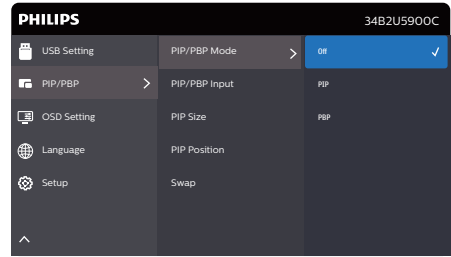 PHILIPS
34B2U5900C
USB Setting
PIP/PBP
OSD Setting
Language
Setup
PIP/PBP Mode
PIP/PBP Input
PIP Size
PIP Position
Swap
Off
PIP
PBP